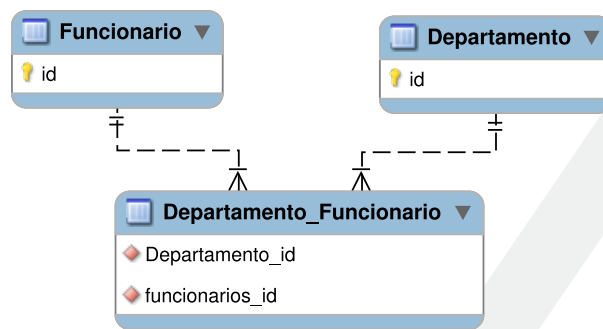 Funcionario
id
Departamento
id
Departamento_Funcionario
Departamento_id
funcionarios_id